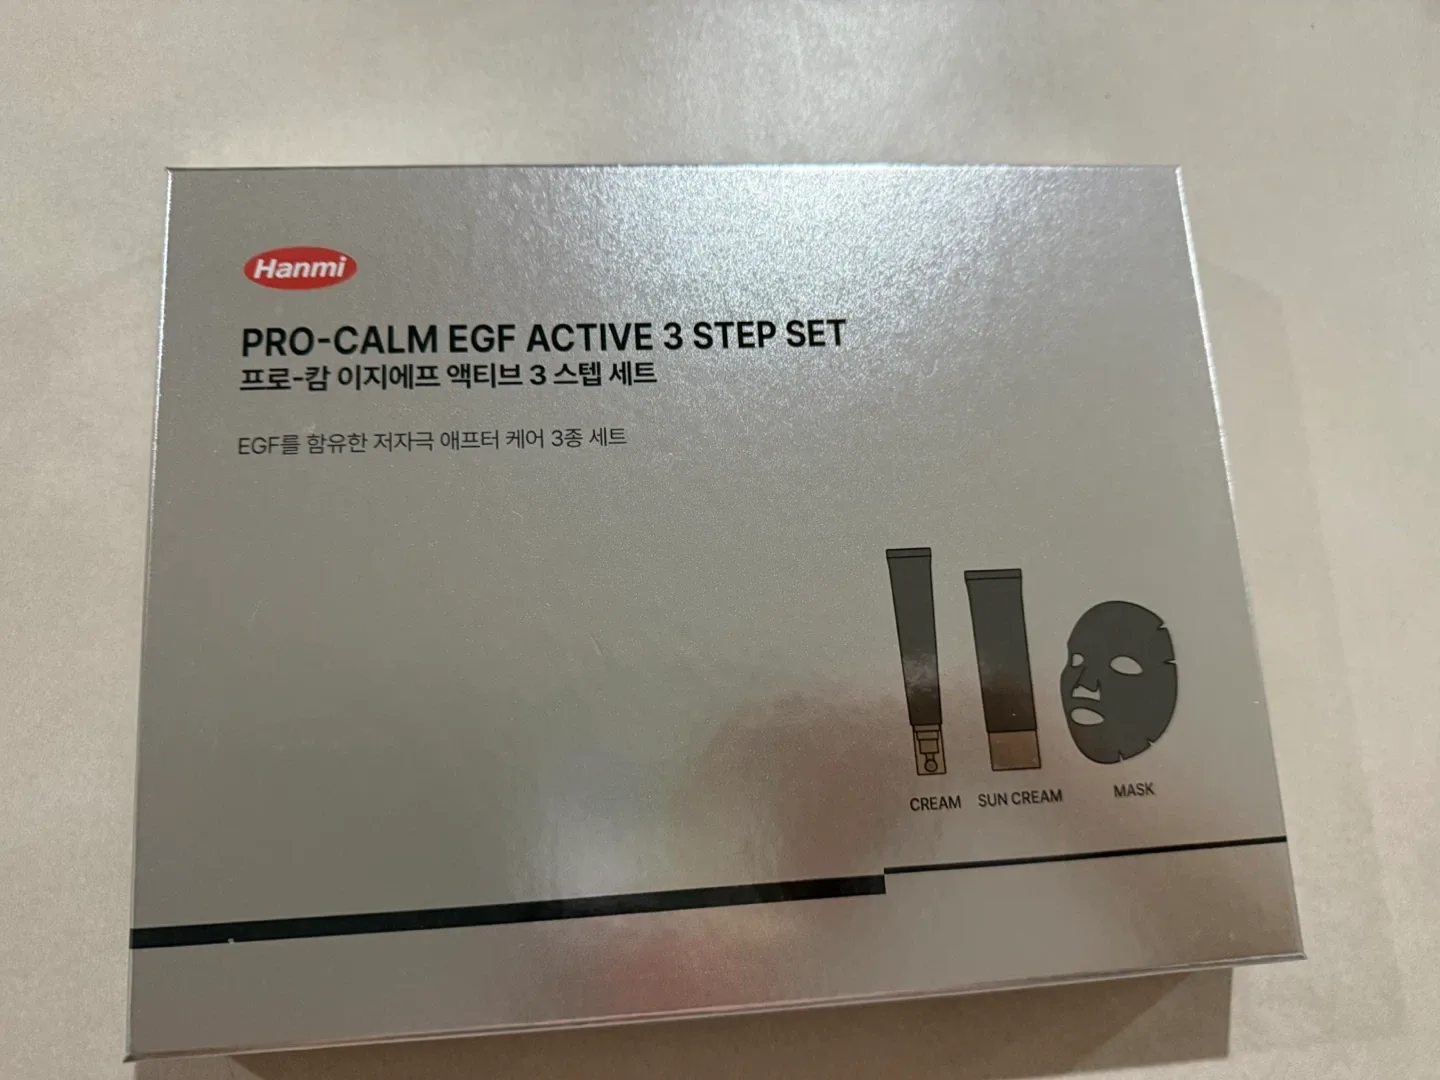 Hanmi
PRO-CALM EGF ACTIVE 3 STEP SET
프로-캄 이지에프 액티브 3 스텝 세트
EGF를 함유한 저자극 애프터 케어 3종 세트
CREAM
SUN CREAM
MASK